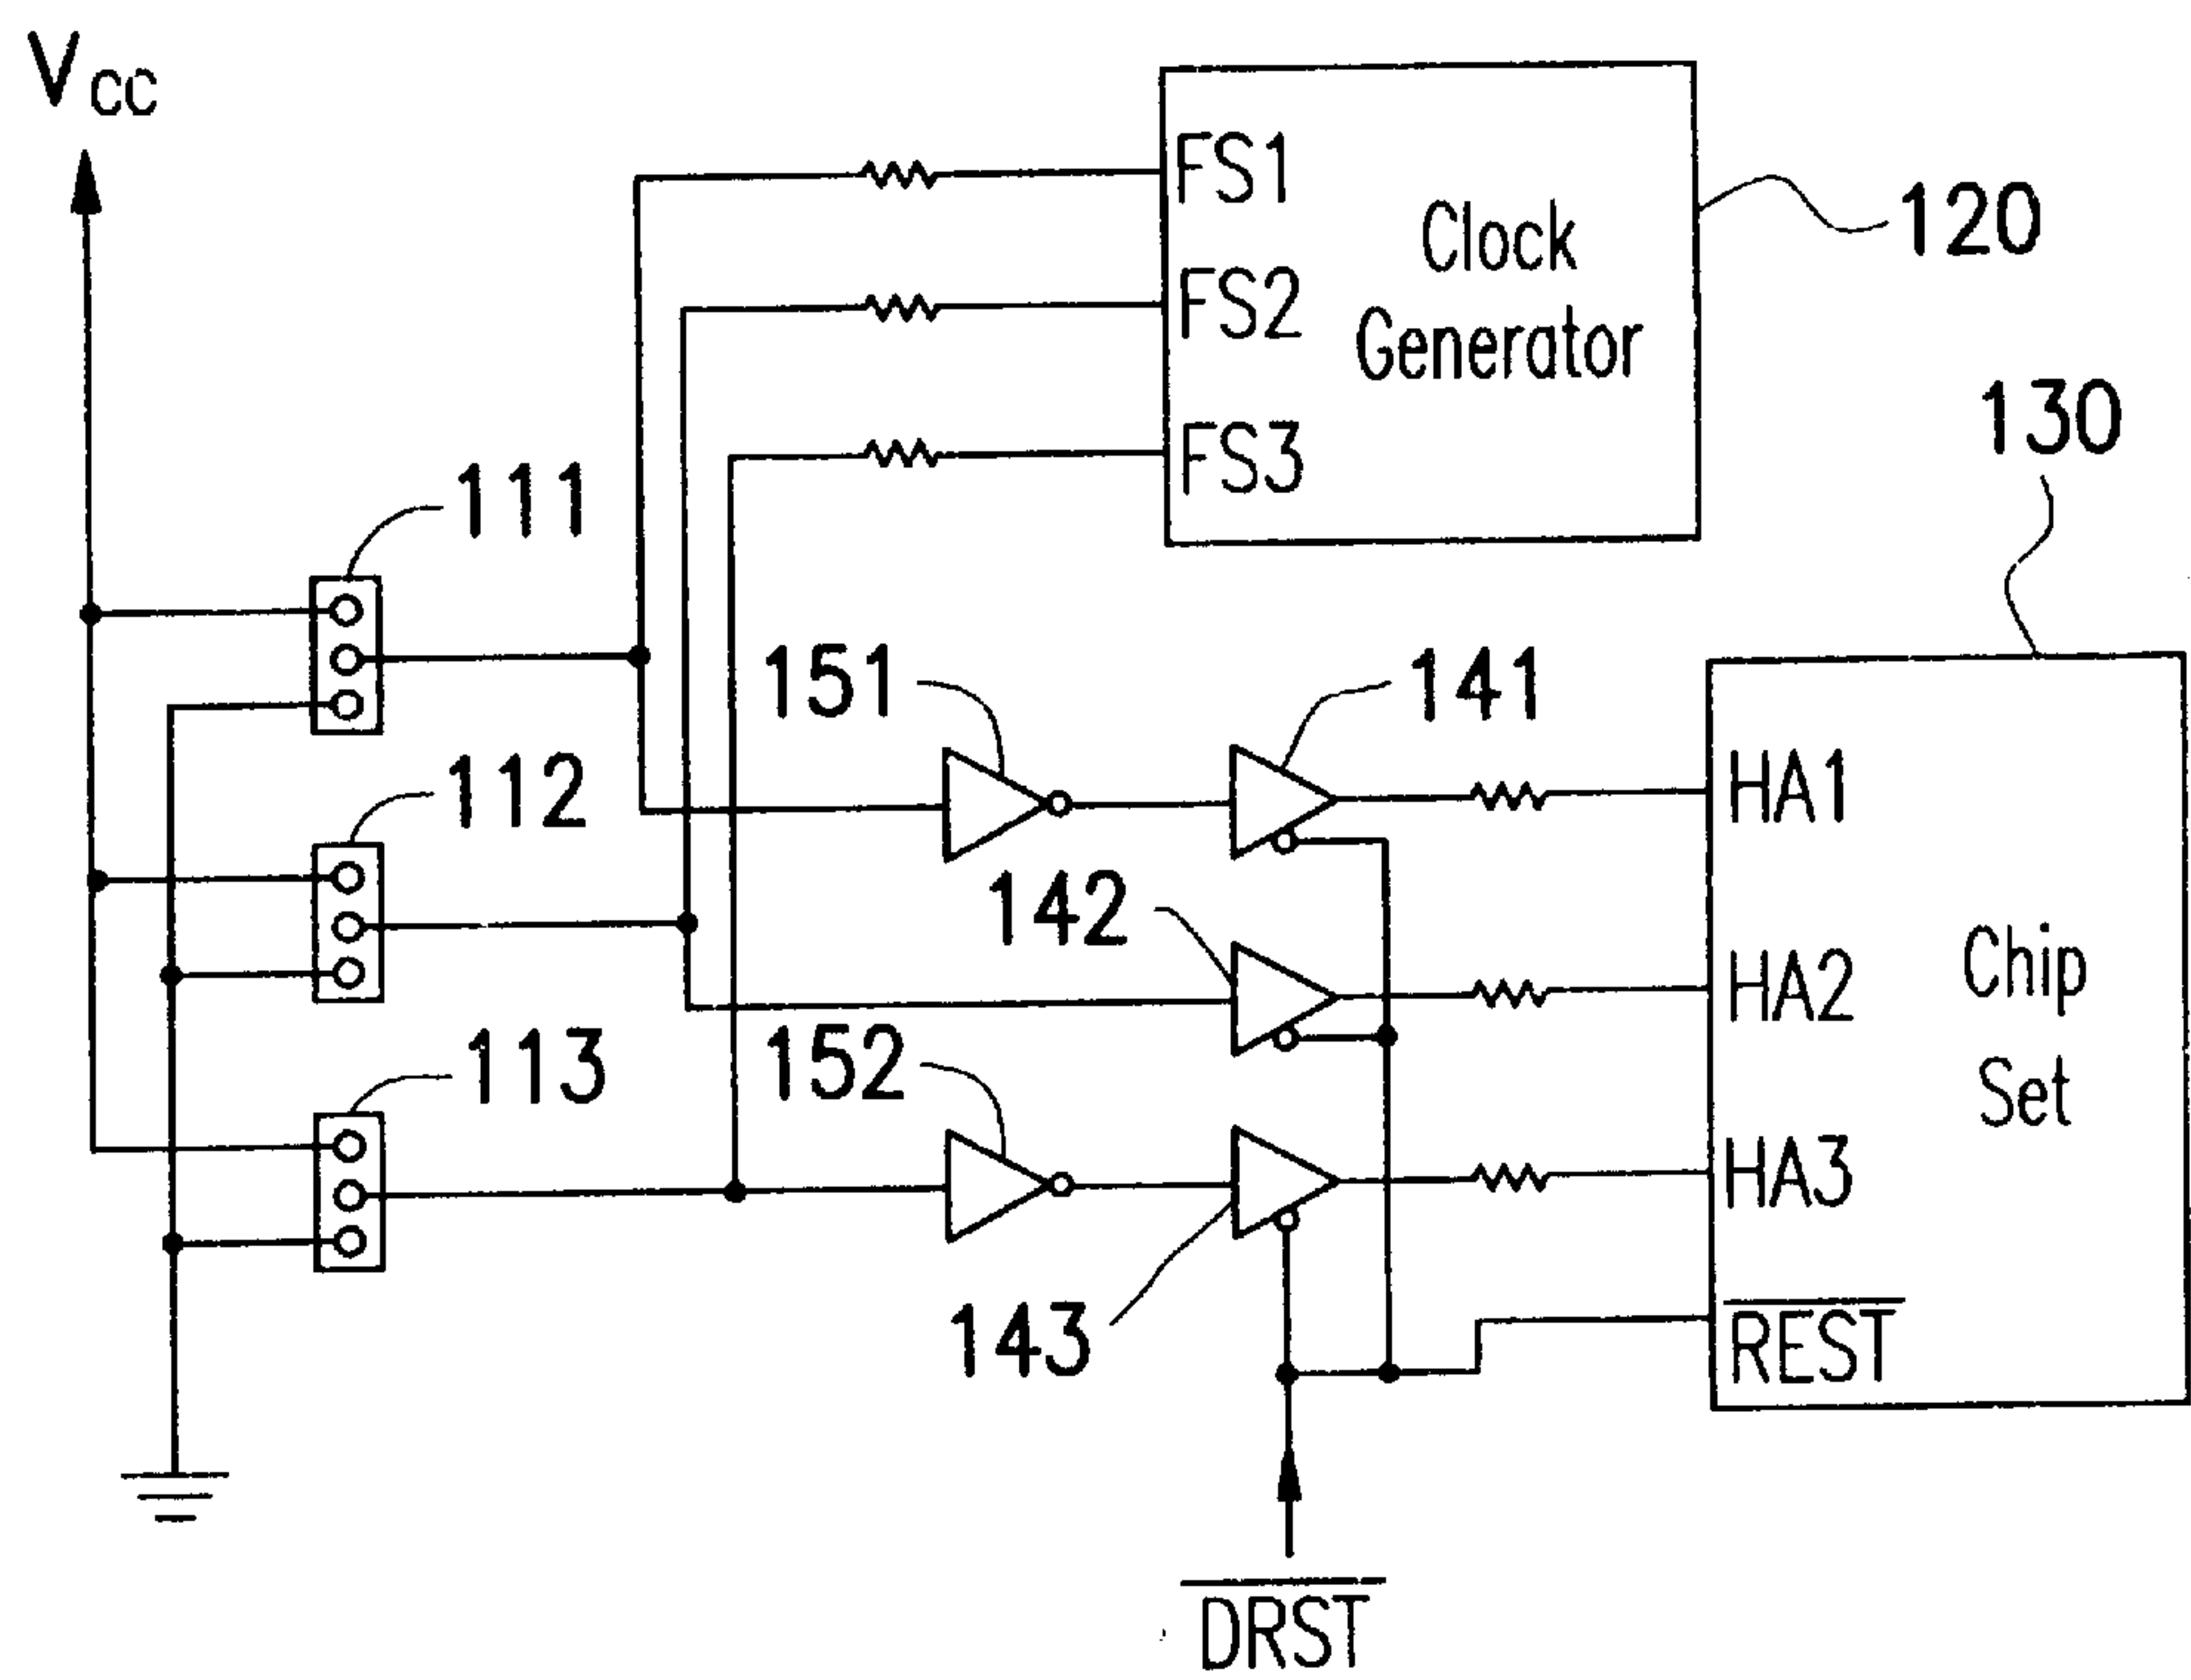 Vcc
FS1
Clock
Generator
120
FS2
FS3
130
111
151
141
HA1
112
142
HA2
Chip
Set
113
152
HA3
143
REST
DRST